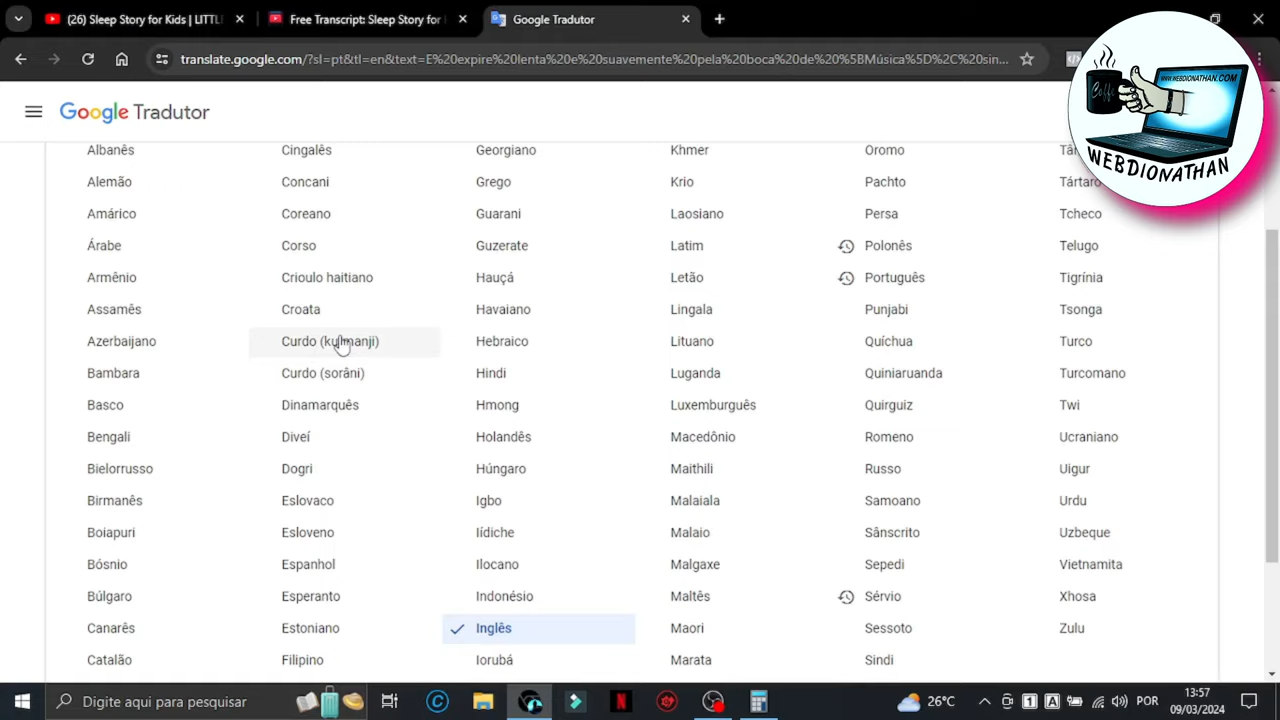 (26) Sleep Story for Kids | LITTL
Free Transcript: Sleep Story for
Google Tradutor
translate.google.com/?sl=pt&tl=en&text=E%20expire%20lenta%20e%20suavemente%20pela%20boca%20de%20%5BMúsica%5D%2C%20sin...
Google Tradutor
WWW.WEBDIONATHAN.COM
Coffe
WEBDIONATHAN
Albanês Cingalês Georgiano Khmer Oromo
Alemão Concani Grego Krio Pachto Tártaro
Amárico Coreano Guarani Laosiano Persa Tcheco
Árabe Corso Guzerate Latim Polonês Telugo
Armênio Crioulo haitiano Hauçá Letão Português Tigrínia
Assamês Croata Havaiano Lingala Punjabi Tsonga
Azerbaijano Curdo (kurmanji) Hebraico Lituano Quíchua Turco
Bambara Curdo (sorâni) Hindi Luganda Quiniaruanda Turcomano
Basco Dinamarquês Hmong Luxemburguês Quirguiz Twi
Bengali Diveí Holandês Macedônio Romeno Ucraniano
Bielorrusso Dogri Húngaro Maithili Russo Uigur
Birmanês Eslovaco Igbo Malaiala Samoano Urdu
Boiapuri Esloveno Iídiche Malaio Sânscrito Uzbeque
Bósnio Espanhol Ilocano Malgaxe Sepedi Vietnamita
Búlgaro Esperanto Indonésio Maltês Sérvio Xhosa
Canarês Estoniano Inglês Maori Sessoto Zulu
Catalão Filipino Iorubá Marata Sindi
Digite aqui para pesquisar
26°C
POR
13:57
09/03/2024